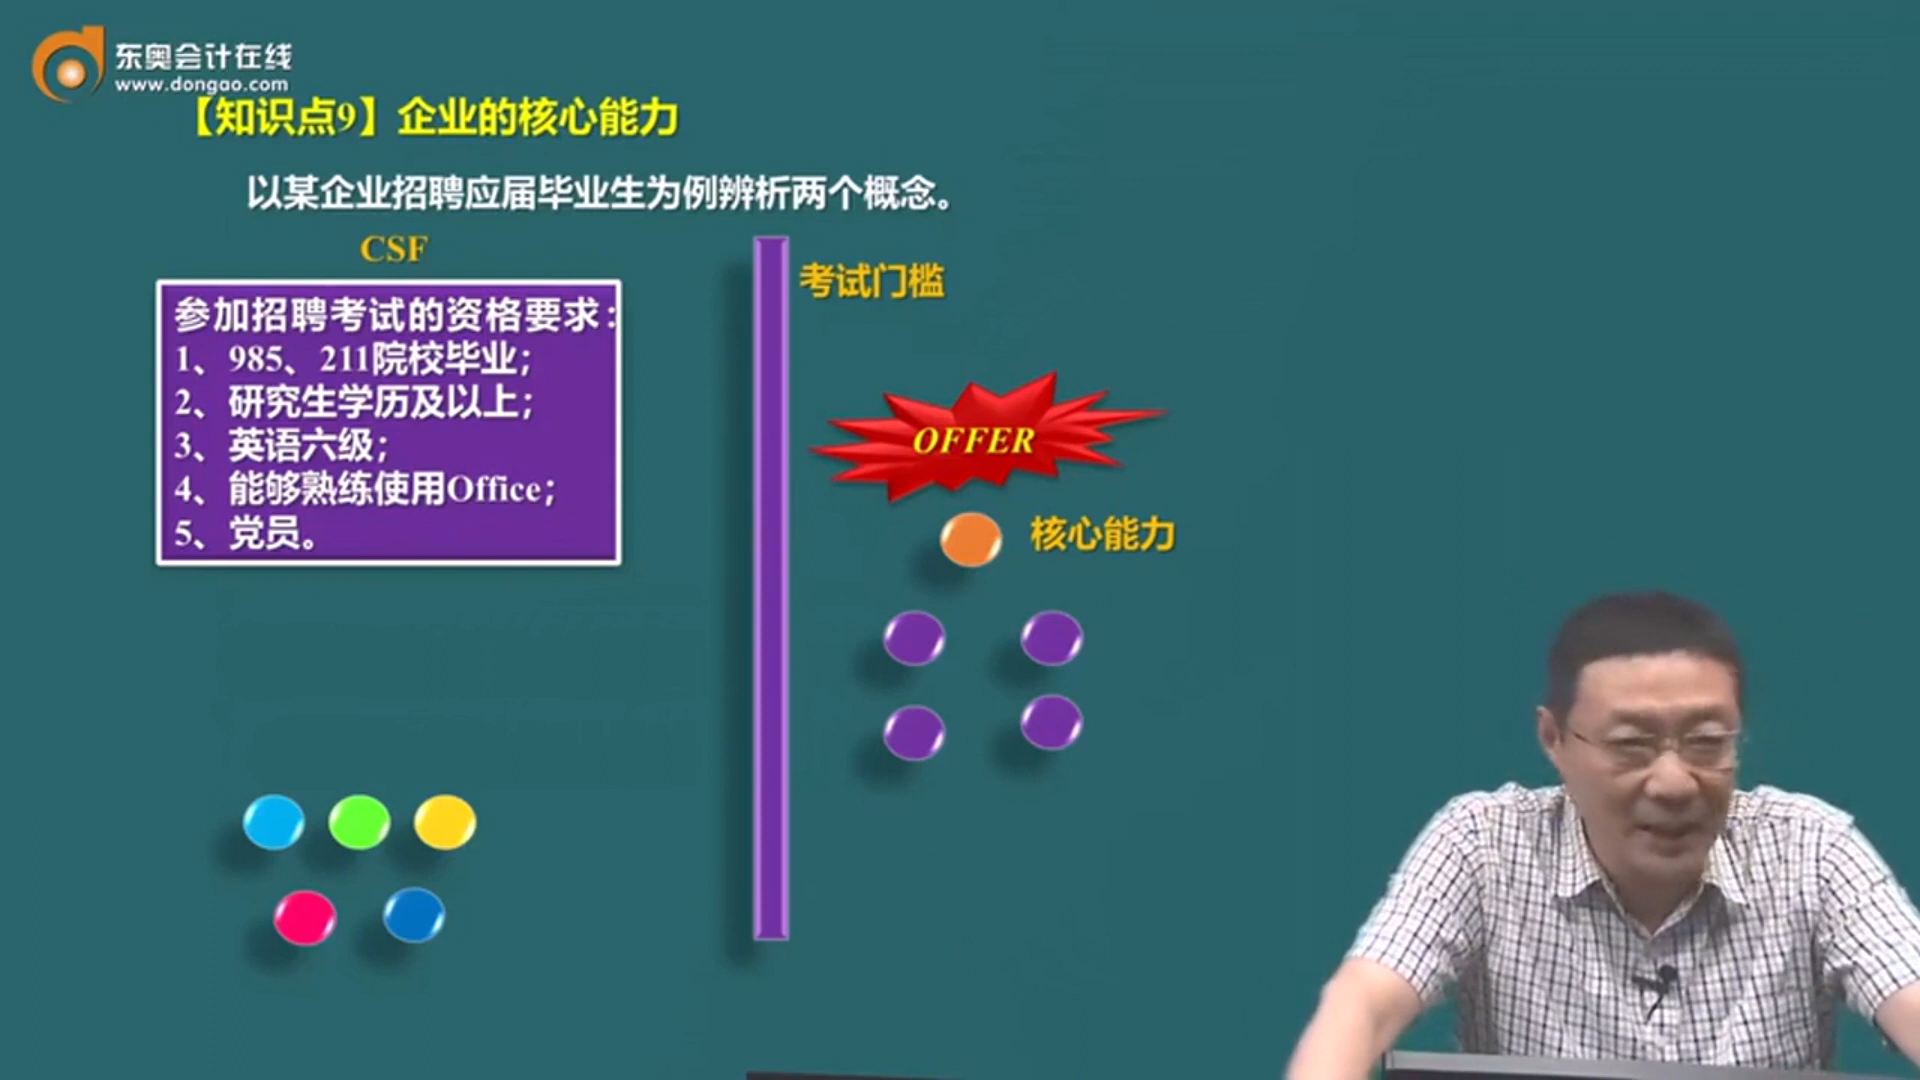 东奥会计在线
www.dongao.com
【知识点9】企业的核心能力
以某企业招聘应届毕业生为例辨析两个概念。
CSF
考试门槛
参加招聘考试的资格要求：
1、985、211院校毕业；
2、研究生学历及以上；
3、英语六级；
4、能够熟练使用Office；
5、党员。
OFFER
核心能力